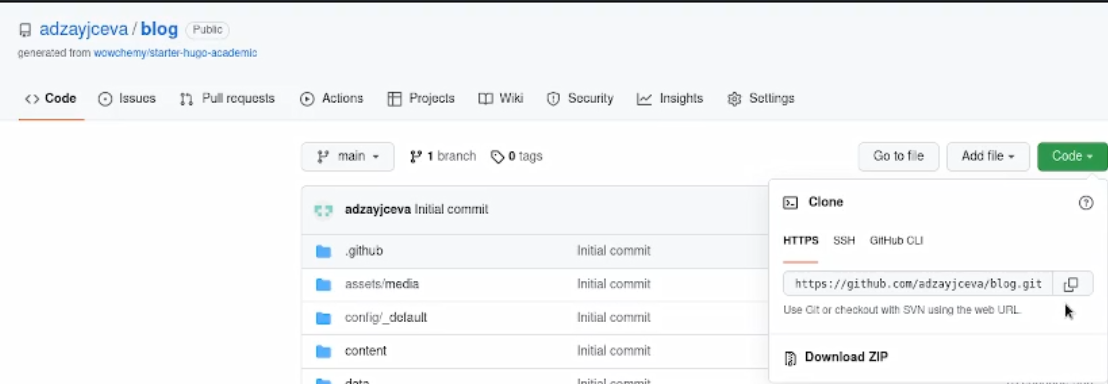 adzayjceva / blog Public
generated from wowchemy/starter-hugo-academic
Code Issues Pull requests Actions Projects Wiki Security Insights Settings
main 1 branch 0 tags Go to file Add file Code
adzayjceva Initial commit
Clone
HTTPS SSH GitHub CLI
.github Initial commit
assets/media Initial commit
https://github.com/adzayjceva/blog.git
Use Git or checkout with SVN using the web URL.
config/_default Initial commit
content Initial commit
Download ZIP
data